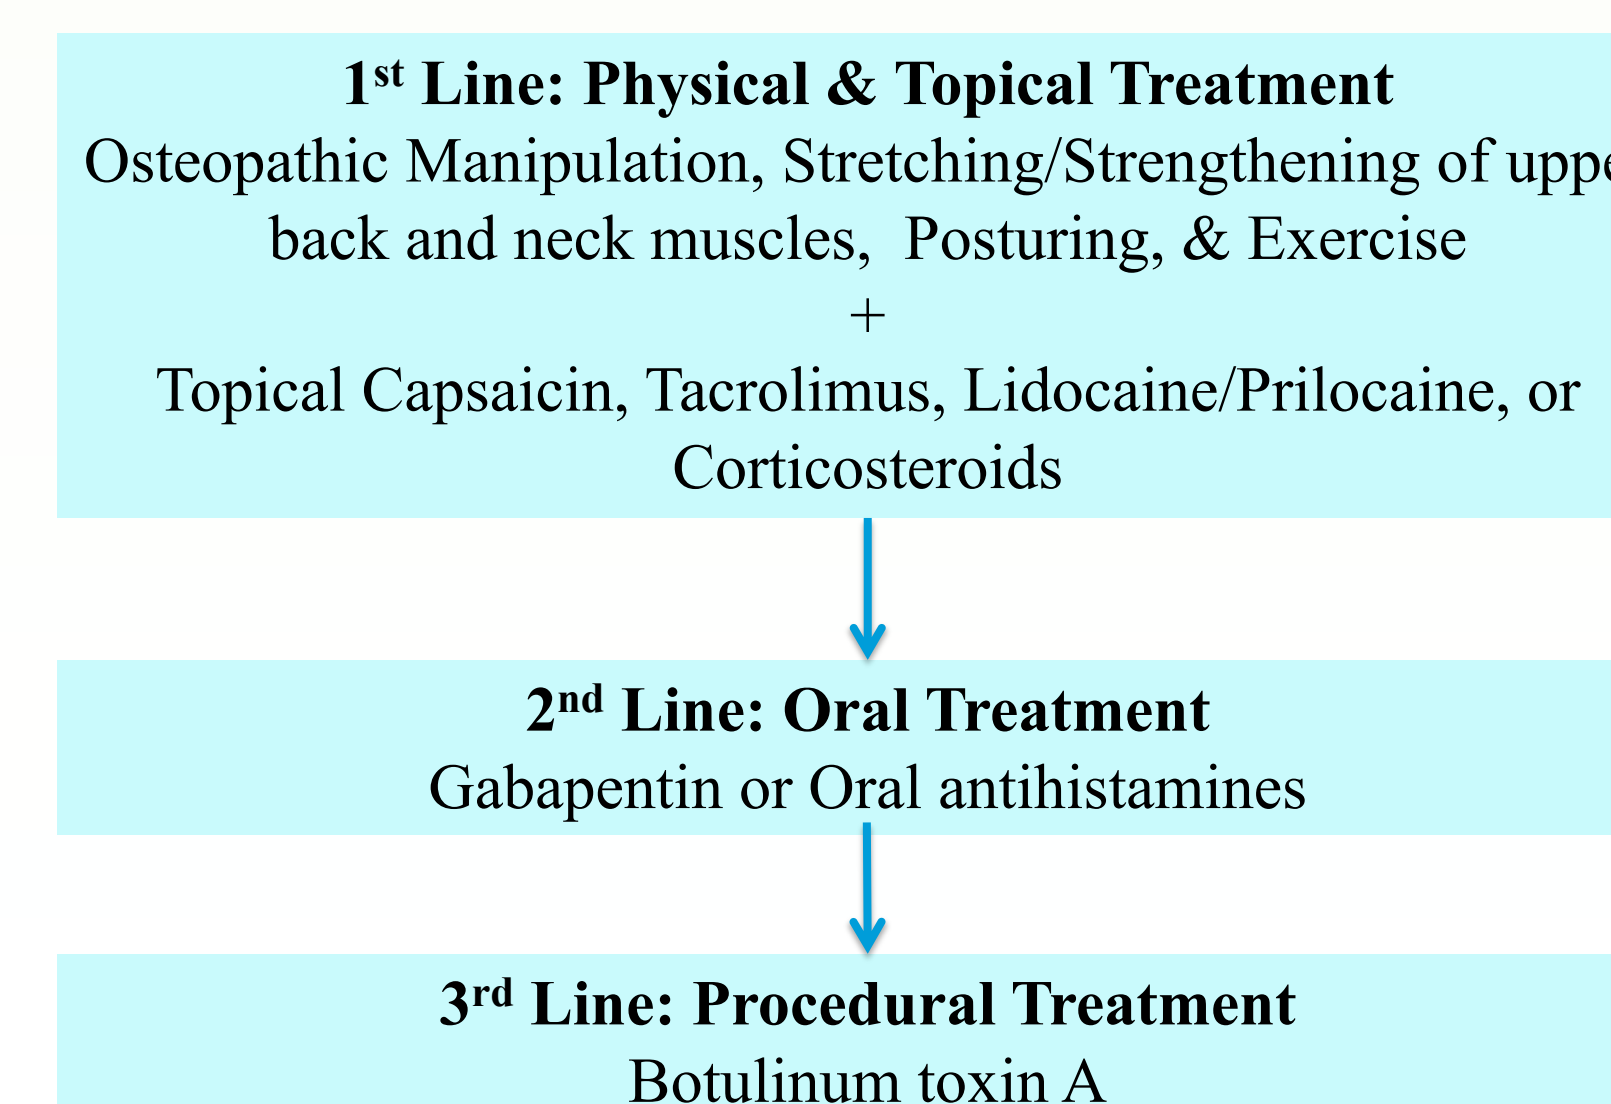 1st Line: Physical & Topical Treatment
Osteopathic Manipulation, Stretching/Strengthening of
back and neck muscles, Posturing, & Exercise
+
Topical Capsaicin, Tacrolimus, Lidocaine/Prilocaine, or
Corticosteroids
2nd Line: Oral Treatment
Gabapentin or Oral antihistamines
3rd Line: Procedural Treatment
Botulinum toxin A